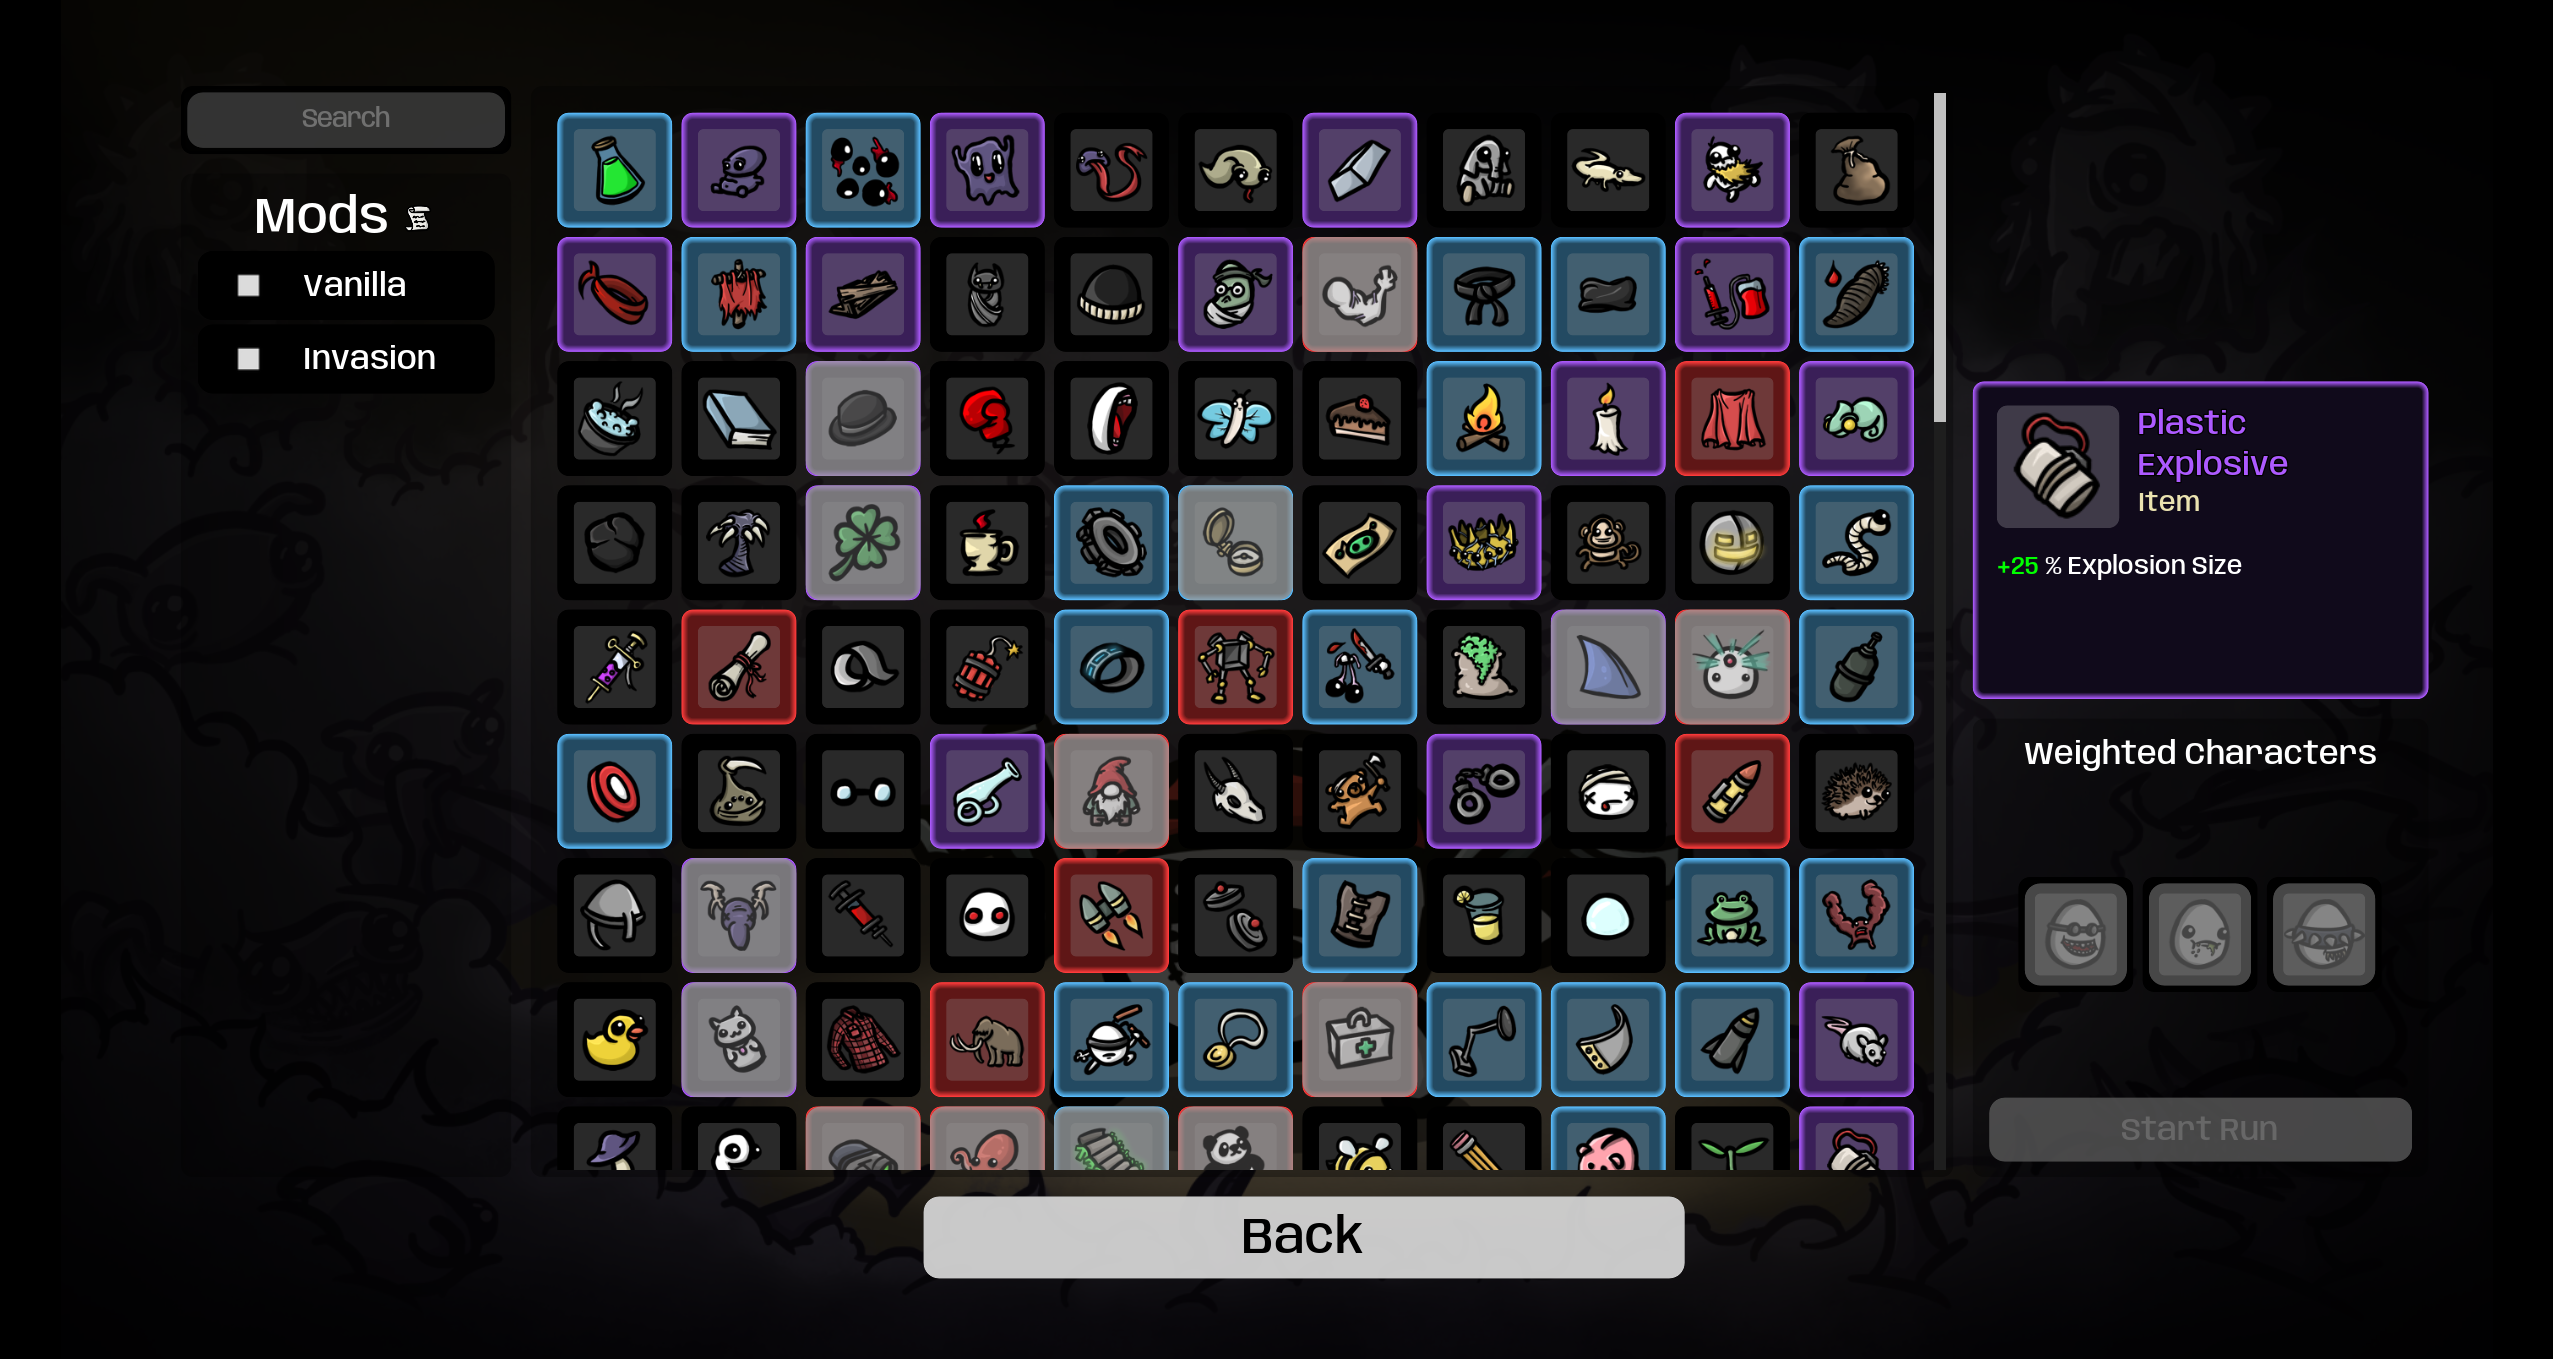 Search
Mods
Vanilla
Invasion
Plastic
Explosive
Item
+25 % Explosion Size
Weighted Characters
Start Run
Back